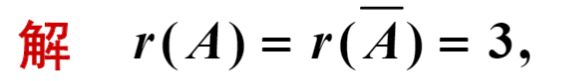 解 r(A) = r(A̅) = 3,